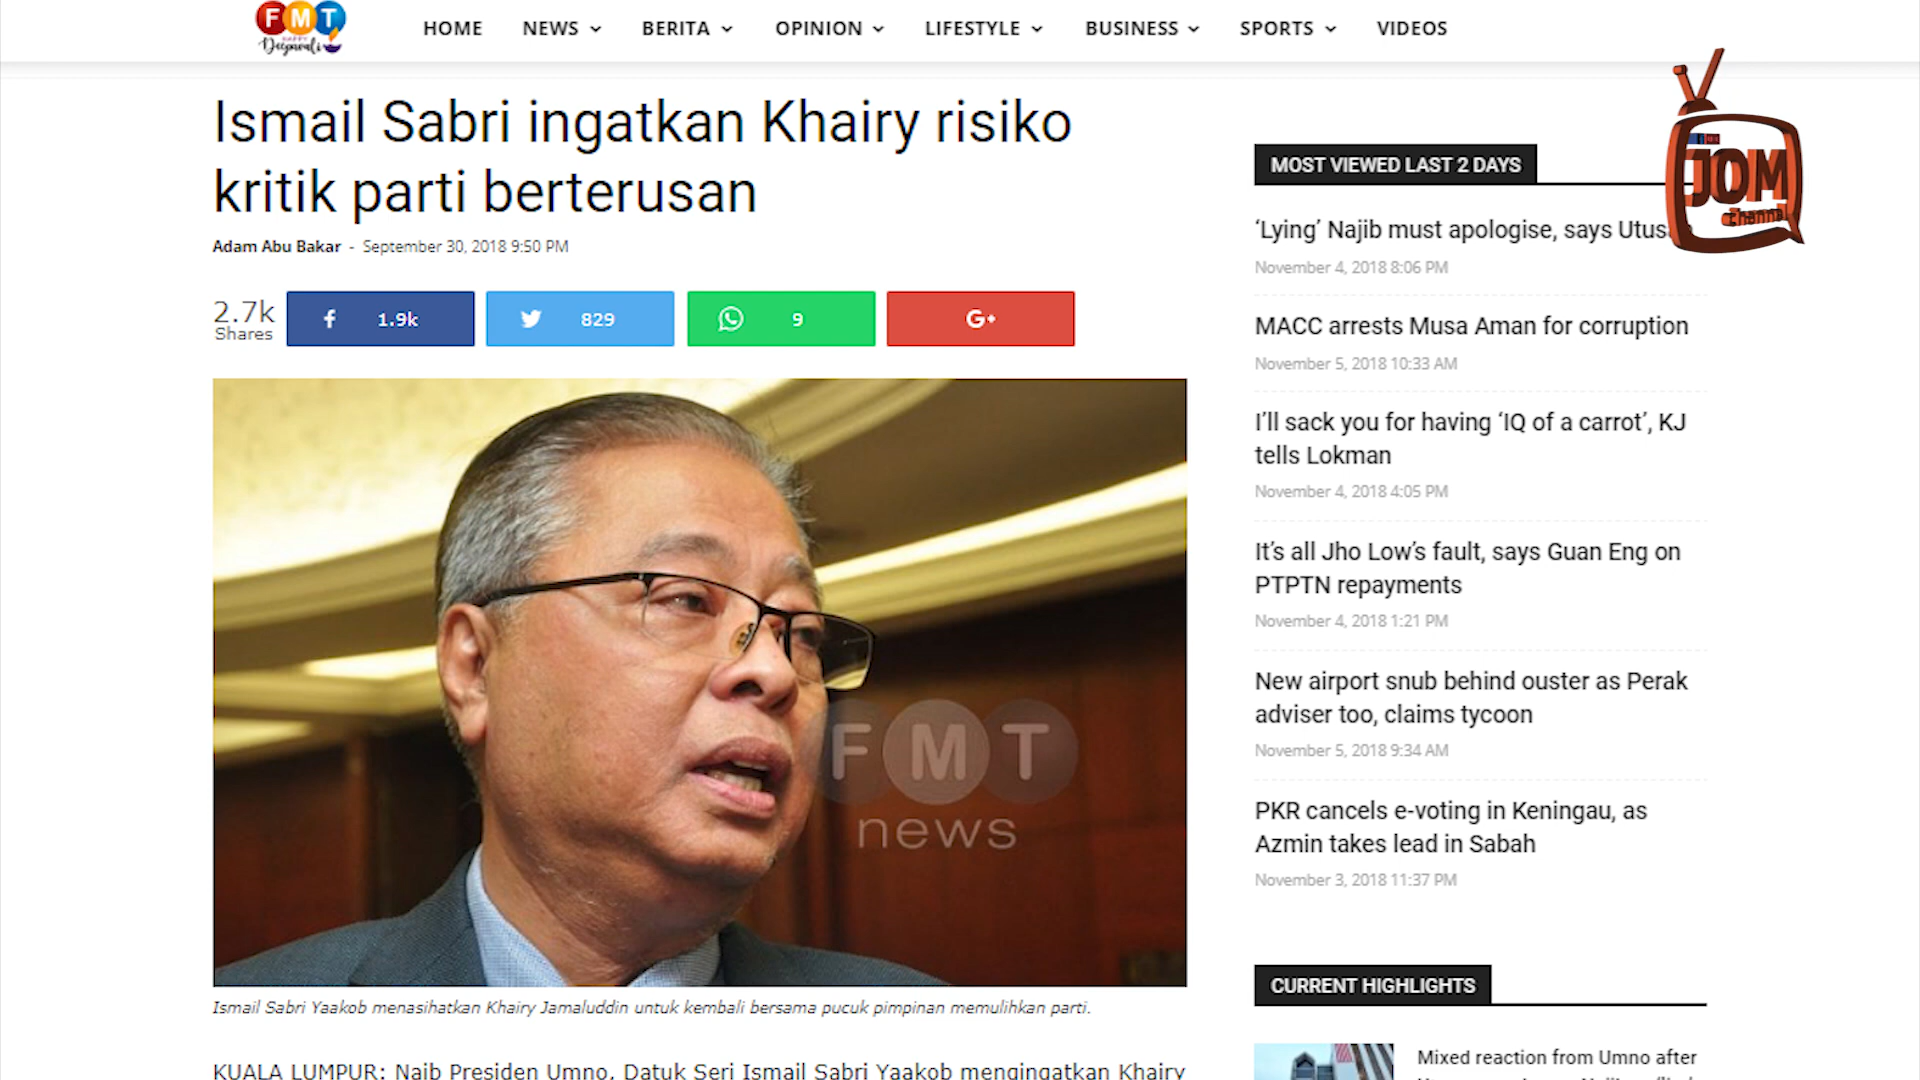 FMT
HAPPY
Deepavali
HOME NEWS BERITA OPINION LIFESTYLE BUSINESS SPORTS VIDEOS
Ismail Sabri ingatkan Khairy risiko
kritik parti berterusan
Adam Abu Bakar - September 30, 2018 9:50 PM
2.7k
Shares
1.9k
829
9
G+
FMT
news
Ismail Sabri Yaakob menasihatkan Khairy Jamaluddin untuk kembali bersama pucuk pimpinan memulihkan parti.
KUALA LUMPUR: Naib Presiden Umno, Datuk Seri Ismail Sabri Yaakob mengingatkan Khairy
JOM
channel
MOST VIEWED LAST 2 DAYS
‘Lying’ Najib must apologise, says
November 4, 2018 8:06 PM
MACC arrests Musa Aman for corruption
November 5, 2018 10:33 AM
I’ll sack you for having ‘IQ of a carrot’, KJ
tells Lokman
November 4, 2018 4:05 PM
It’s all Jho Low’s fault, says Guan Eng on
PTPTN repayments
November 4, 2018 1:21 PM
New airport snub behind ouster as Perak
adviser too, claims tycoon
November 5, 2018 9:34 AM
PKR cancels e-voting in Keningau, as
Azmin takes lead in Sabah
November 3, 2018 11:37 PM
CURRENT HIGHLIGHTS
Mixed reaction from Umno after